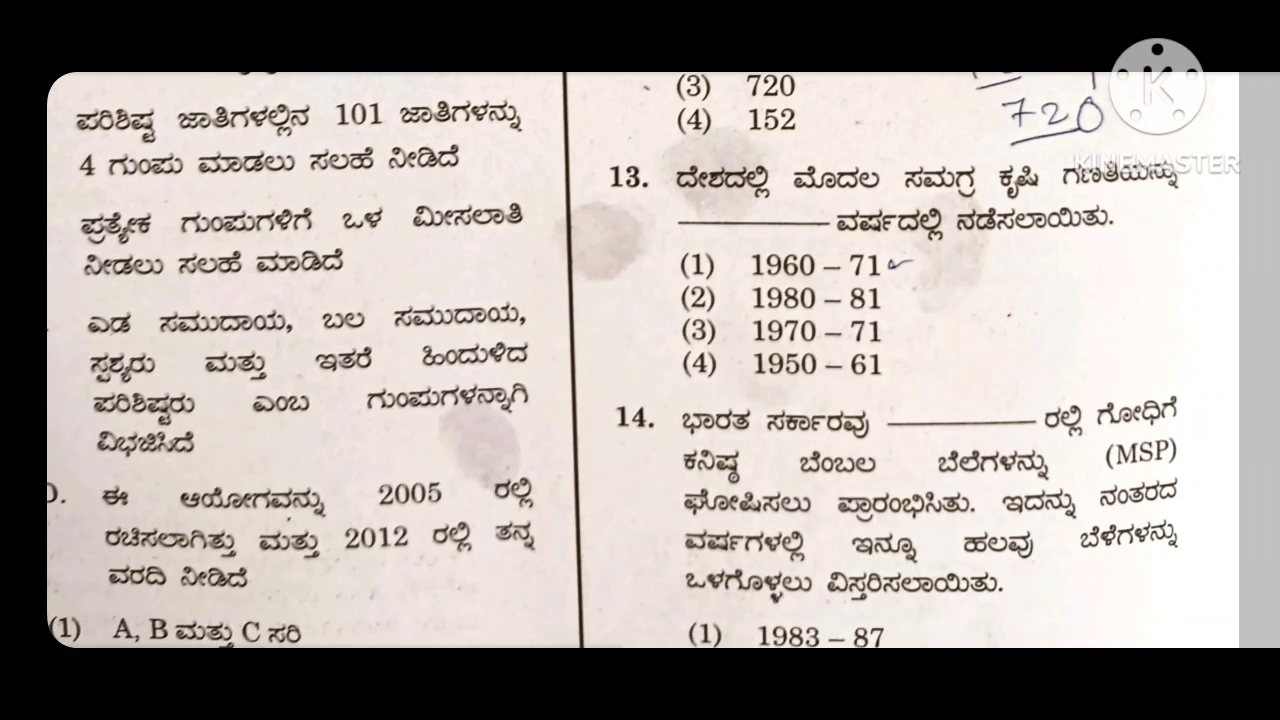 ಪರಿಶಿಷ್ಟ ಜಾತಿಗಳಲ್ಲಿನ 101 ಜಾತಿಗಳನ್ನು
4 ಗುಂಪು ಮಾಡಲು ಸಲಹೆ ನೀಡಿದೆ
ಪ್ರತ್ಯೇಕ ಗುಂಪುಗಳಿಗೆ ಒಳ ಮೀಸಲಾತಿ
ನೀಡಲು ಸಲಹೆ ಮಾಡಿದೆ
ಎಡ ಸಮುದಾಯ, ಬಲ ಸಮುದಾಯ,
ಸ್ಪೃಶ್ಯರು ಮತ್ತು ಇತರೆ ಹಿಂದುಳಿದ
ಪರಿಶಿಷ್ಟರು ಎಂಬ ಗುಂಪುಗಳನ್ನಾಗಿ
ವಿಭಜಿಸಿದೆ
D. ಈ ಆಯೋಗವನ್ನು 2005 ರಲ್ಲಿ
ರಚಿಸಲಾಗಿತ್ತು ಮತ್ತು 2012 ರಲ್ಲಿ ತನ್ನ
ವರದಿ ನೀಡಿದೆ
(1) A, B ಮತ್ತು C ಸರಿ
(3) 720
(4) 152
720
K
KINEMASTER
13. ದೇಶದಲ್ಲಿ ಮೊದಲ ಸಮಗ್ರ ಕೃಷಿ ಗಣತಿಯನ್ನು
ವರ್ಷದಲ್ಲಿ ನಡೆಸಲಾಯಿತು.
(1) 1960 – 71
(2) 1980 – 81
(3) 1970 – 71
(4) 1950 – 61
14. ಭಾರತ ಸರ್ಕಾರವು ರಲ್ಲಿ ಗೋಧಿಗೆ
ಕನಿಷ್ಠ ಬೆಂಬಲ ಬೆಲೆಗಳನ್ನು (MSP)
ಘೋಷಿಸಲು ಪ್ರಾರಂಭಿಸಿತು. ಇದನ್ನು ನಂತರದ
ವರ್ಷಗಳಲ್ಲಿ ಇನ್ನೂ ಹಲವು ಬೆಳೆಗಳನ್ನು
ಒಳಗೊಳ್ಳಲು ವಿಸ್ತರಿಸಲಾಯಿತು.
(1) 1983 – 87